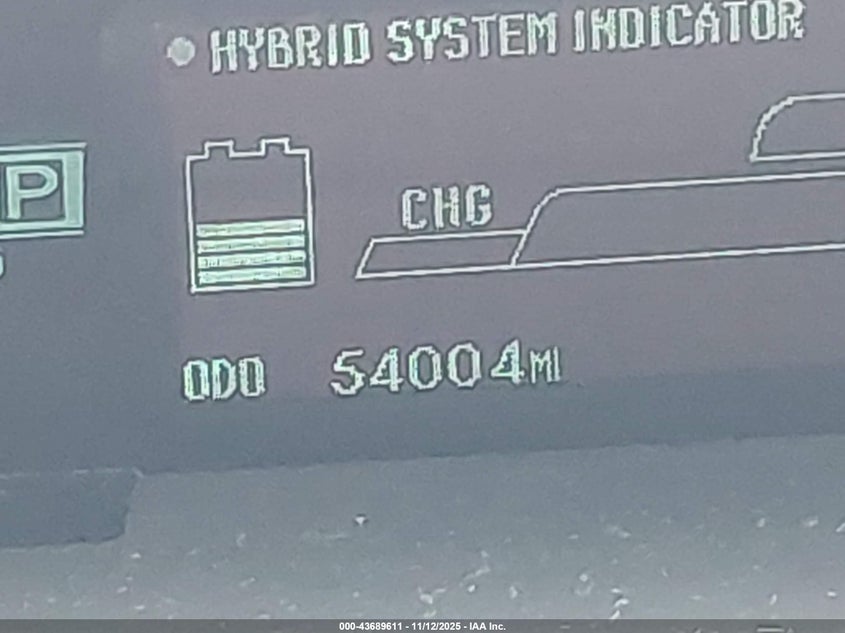 HYBRID SYSTEM INDICATOR
P
CHG
ODO 54004MI
000-43689611 - 11/12/2025 - IAA Inc.